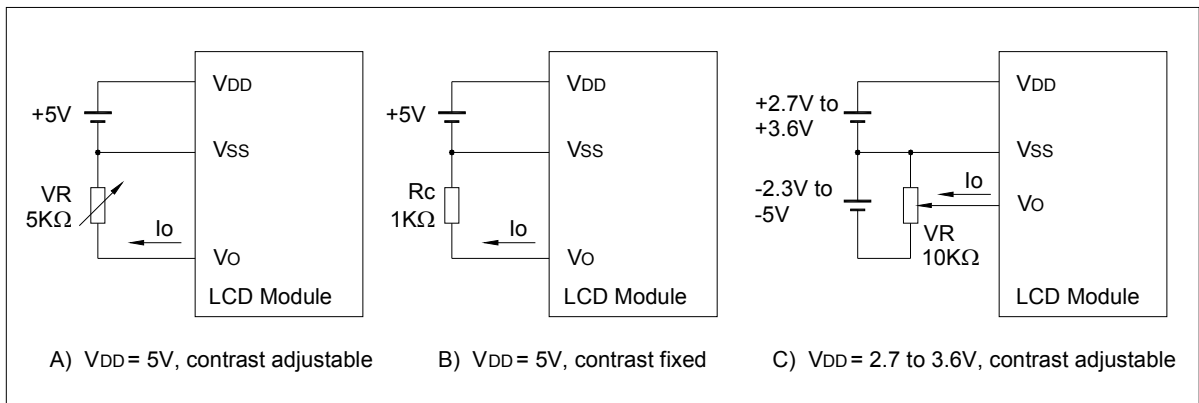 VDD
+5V
VSS
VR
5KΩ
Io
VO
LCD Module
A) VDD = 5V, contrast adjustable
VDD
+5V
VSS
Rc
1KΩ
Io
VO
LCD Module
B) VDD = 5V, contrast fixed
VDD
+2.7V to
+3.6V
VSS
-2.3V to
-5V
Io
VO
VR
10KΩ
LCD Module
C) VDD = 2.7 to 3.6V, contrast adjustable